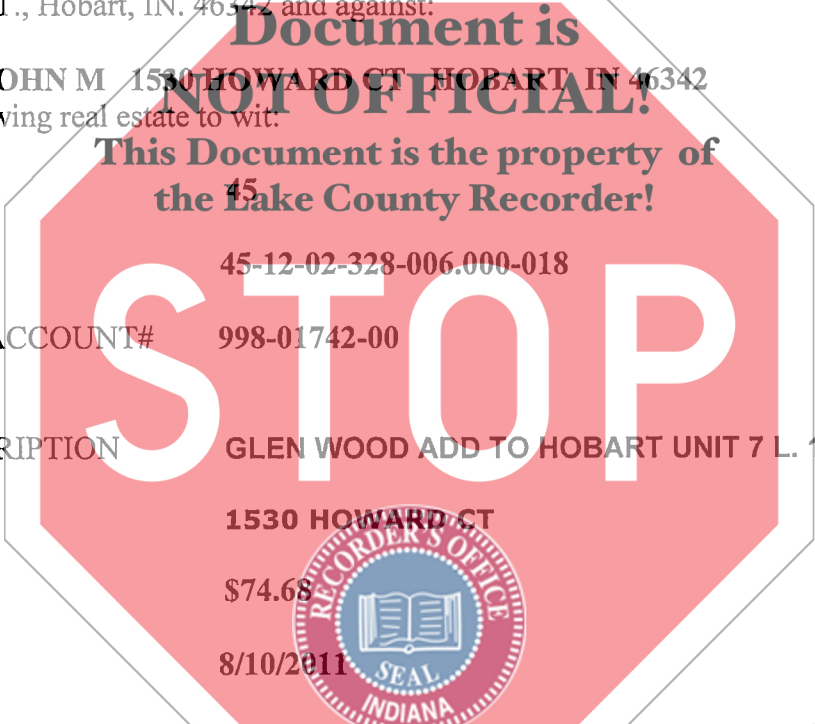 T., Hobart, IN. 46342 and against:
Document is
OHN M 1530 HOWARD CT HOBART, IN 46342
NOT OFFICIAL!
wing real estate to wit:
This Document is the property of
45
the Lake County Recorder!
45-12-02-328-006.000-018
STOP
ACCOUNT# 998-01742-00
RIPTION GLEN WOOD ADD TO HOBART UNIT 7 L. 1
1530 HOWARD CT
RECORDER'S OFFICE
$74.68
8/10/2011
SEAL
INDIANA